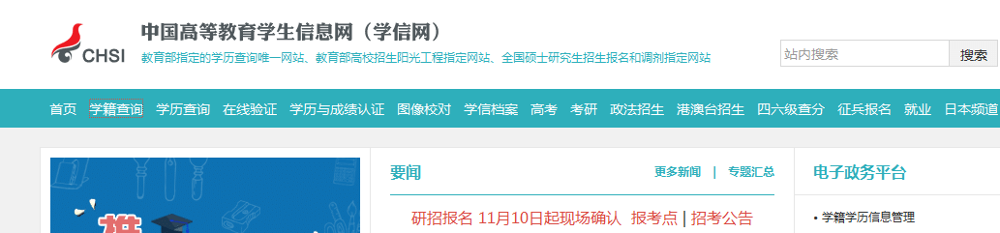 中国高等教育学生信息网（学信网）
CHSI
教育部指定的学历查询唯一网站、教育部高校招生阳光工程指定网站、全国硕士研究生招生报名和调剂指定网站
站内搜索 搜索
首页 学籍查询 学历查询 在线验证 学历与成绩认证 图像校对 学信档案 高考 考研 政法招生 港澳台招生 四六级查分 征兵报名 就业 日本频道
要闻 更多新闻 | 专题汇总
电子政务平台
研招报名 11月10日起现场确认 报考点 | 招考公告
• 学籍学历信息管理